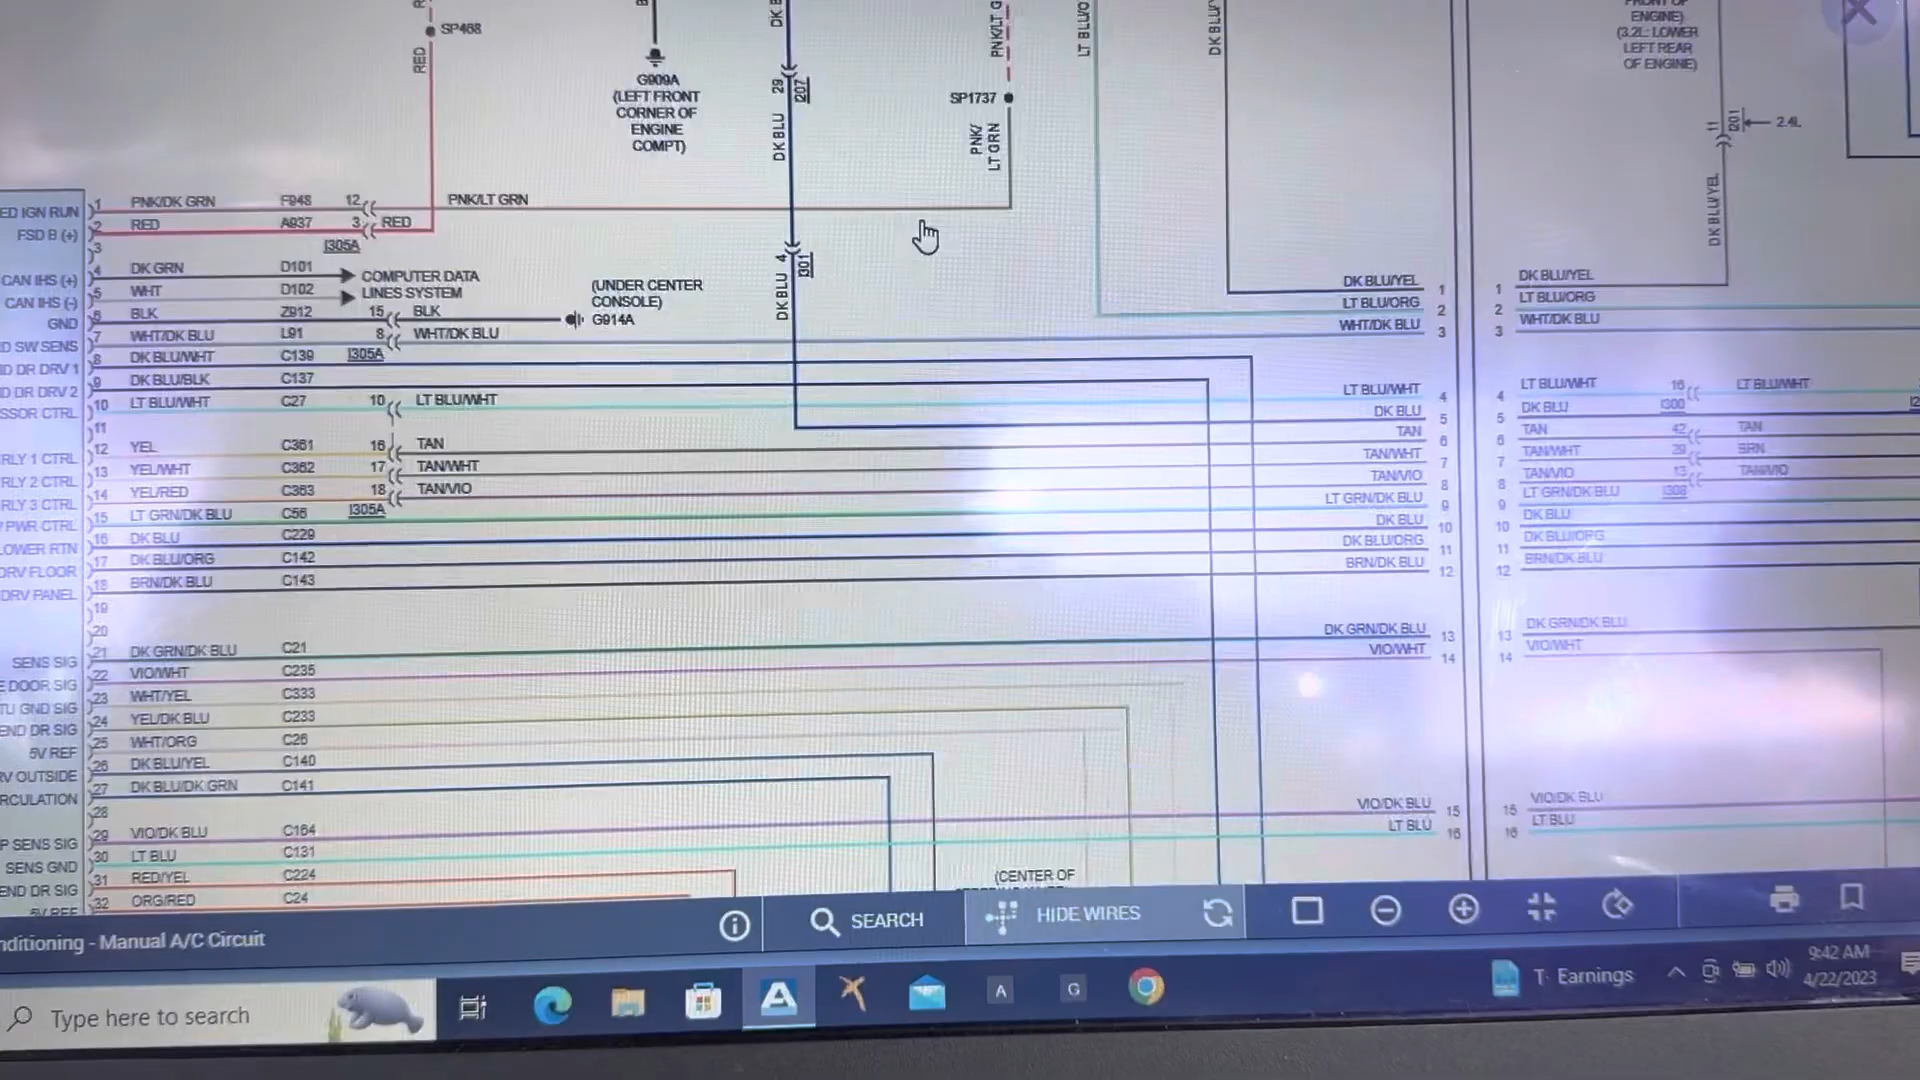 SP468
RED
G909A
(LEFT FRONT
CORNER OF
ENGINE
COMPT)
29
I207
DK BLU
SP1737
PNK/
LT GRN
PNK/LT G
LT BLU/O
DK BLU/
ENGINE)
(3.2L: LOWER
LEFT REAR
OF ENGINE)
11
I201
2.4L
DK BLU/YEL
ED IGN RUN 1 PNK/DK GRN F948 12 PNK/LT GRN
FSD B (+) 2 RED A937 3 RED
3
I305A
CAN IHS (+) 4 DK GRN D101 COMPUTER DATA
CAN IHS (-) 5 WHT D102 LINES SYSTEM
GND 6 BLK Z912 15 BLK
(UNDER CENTER
CONSOLE)
G914A
4
I301
DK BLU
D SW SENS 7 WHT/DK BLU L91 8 WHT/DK BLU
D DR DRV 1 8 DK BLU/WHT C139 I305A
D DR DRV 2 9 DK BLU/BLK C137
SSOR CTRL 10 LT BLU/WHT C27 10 LT BLU/WHT
11
RLY 1 CTRL 12 YEL C361 16 TAN
RLY 2 CTRL 13 YEL/WHT C362 17 TAN/WHT
RLY 3 CTRL 14 YEL/RED C363 18 TAN/VIO
PWR CTRL 15 LT GRN/DK BLU C56 I305A
LOWER RTN 16 DK BLU C229
DRV FLOOR 17 DK BLU/ORG C142
DRV PANEL 18 BRN/DK BLU C143
19
20
SENS SIG 21 DK GRN/DK BLU C21
E DOOR SIG 22 VIO/WHT C235
TU GND SIG 23 WHT/YEL C333
END DR SIG 24 YEL/DK BLU C233
5V REF 25 WHT/ORG C26
RV OUTSIDE 26 DK BLU/YEL C140
RCULATION 27 DK BLU/DK GRN C141
28
P SENS SIG 29 VIO/DK BLU C164
SENS GND 30 LT BLU C131
END DR SIG 31 RED/YEL C224
5V REF 32 ORG/RED C24
(CENTER OF
DK BLU/YEL 1
LT BLU/ORG 2
WHT/DK BLU 3
LT BLU/WHT 4
DK BLU 5
TAN 6
TAN/WHT 7
TAN/VIO 8
LT GRN/DK BLU 9
DK BLU 10
DK BLU/ORG 11
BRN/DK BLU 12
DK GRN/DK BLU 13
VIO/WHT 14
VIO/DK BLU 15
LT BLU 16
1 DK BLU/YEL
2 LT BLU/ORG
3 WHT/DK BLU
4 LT BLU/WHT 16 LT BLU/WHT
5 DK BLU I300
6 TAN 42 TAN
7 TAN/WHT 29 BRN
8 TAN/VIO 13 TAN/VIO
9 LT GRN/DK BLU I308
10 DK BLU
11 DK BLU/ORG
12 BRN/DK BLU
13 DK GRN/DK BLU
14 VIO/WHT
15 VIO/DK BLU
16 LT BLU
SEARCH
HIDE WIRES
nditioning - Manual A/C Circuit
Type here to search
A
G
Earnings
9:42 AM
4/22/2023